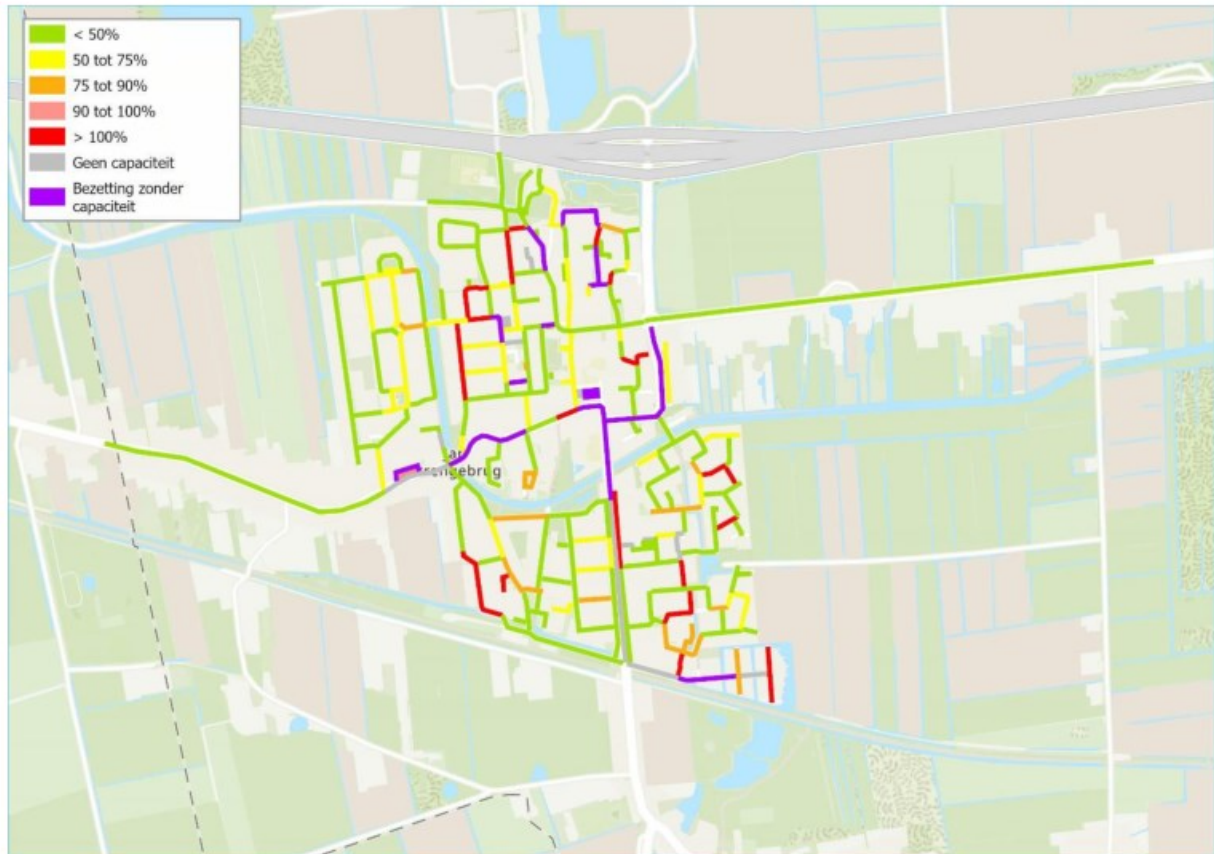 < 50%
50 tot 75%
75 tot 90%
90 tot 100%
> 100%
Geen capaciteit
Bezetting zonder
capaciteit